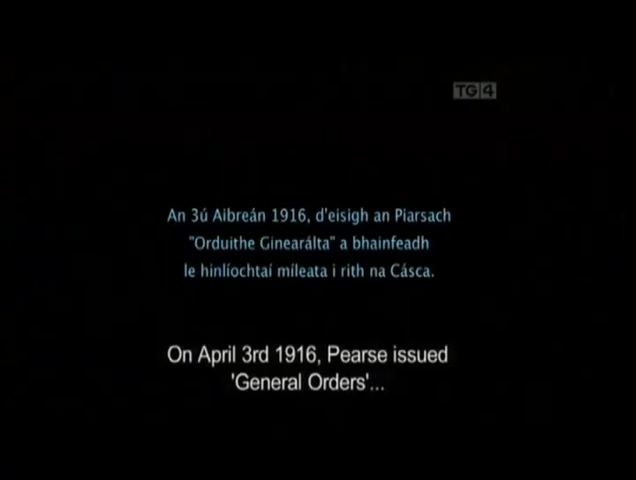 TG4
An 3ú Aibreán 1916, d'eisigh an Piarsach
"Orduithe Ginearálta" a bhainfeadh
le hinlíochtaí míleata i rith na Cásca.
On April 3rd 1916, Pearse issued
'General Orders'...